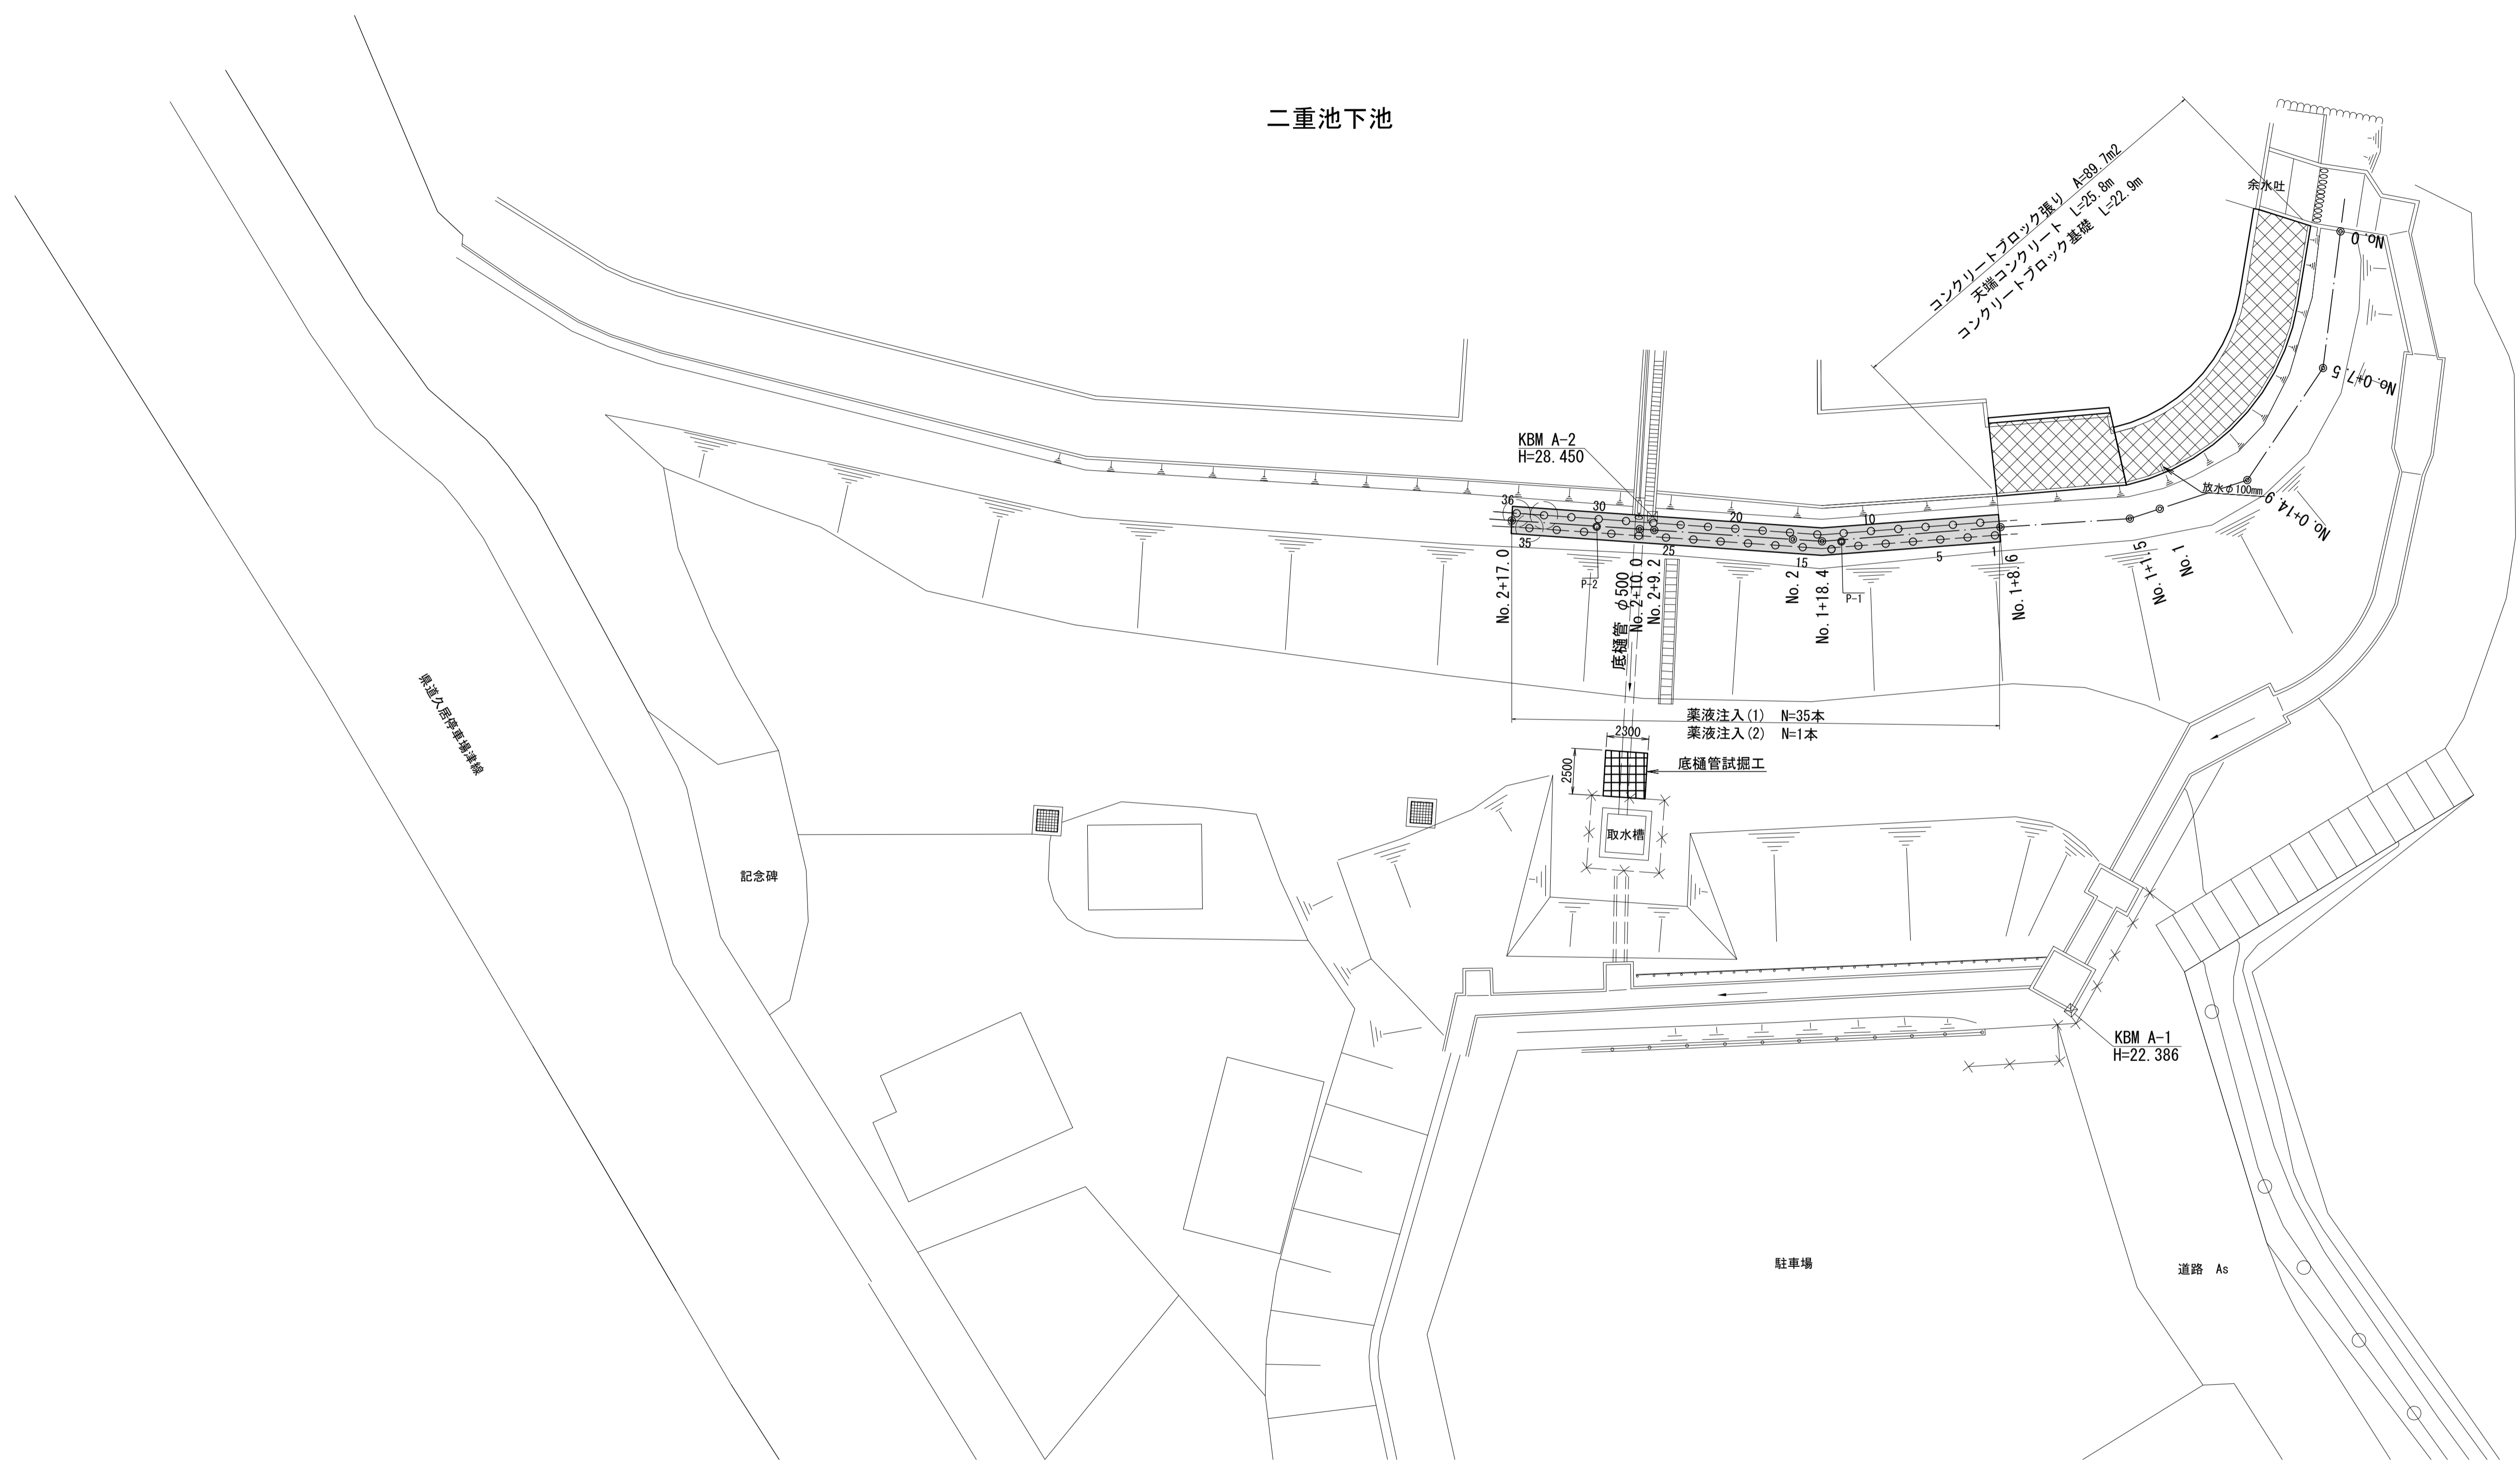 二重池下池
コンクリートブロック張り　A=89.7m2
天端コンクリート　L=25.8m
コンクリートブロック基礎　L=22.9m
余水吐
No.0
No.0+7.5
No.0+14.9
放水φ100mm
KBM A-2
H=28.450
36
30
20
10
35
25
15
5
1
P-2
P-1
No.2+17.0
底樋管　φ500
No.2+10.0
No.2+9.2
No.2
No.1+18.4
No.1+8.6
No.1+1.5
No.1
薬液注入(1)　N=35本
薬液注入(2)　N=1本
2300
2500
底樋管試掘工
取水槽
県道久居停車場津線
記念碑
KBM A-1
H=22.386
駐車場
道路　As